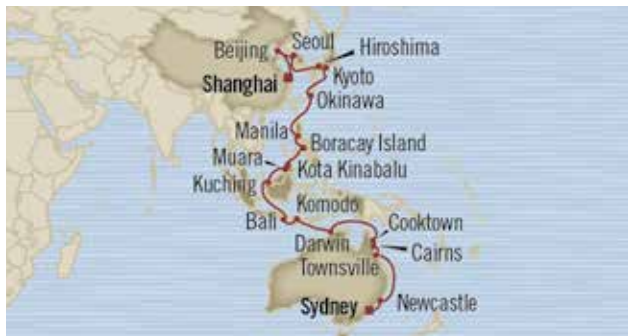 Seoul
Beijing
Hiroshima
Shanghai
Kyoto
Okinawa
Manila
Boracay Island
Muara
Kota Kinabalu
Kuching
Komodo
Bali
Cooktown
Darwin
Cairns
Townsville
Newcastle
Sydney